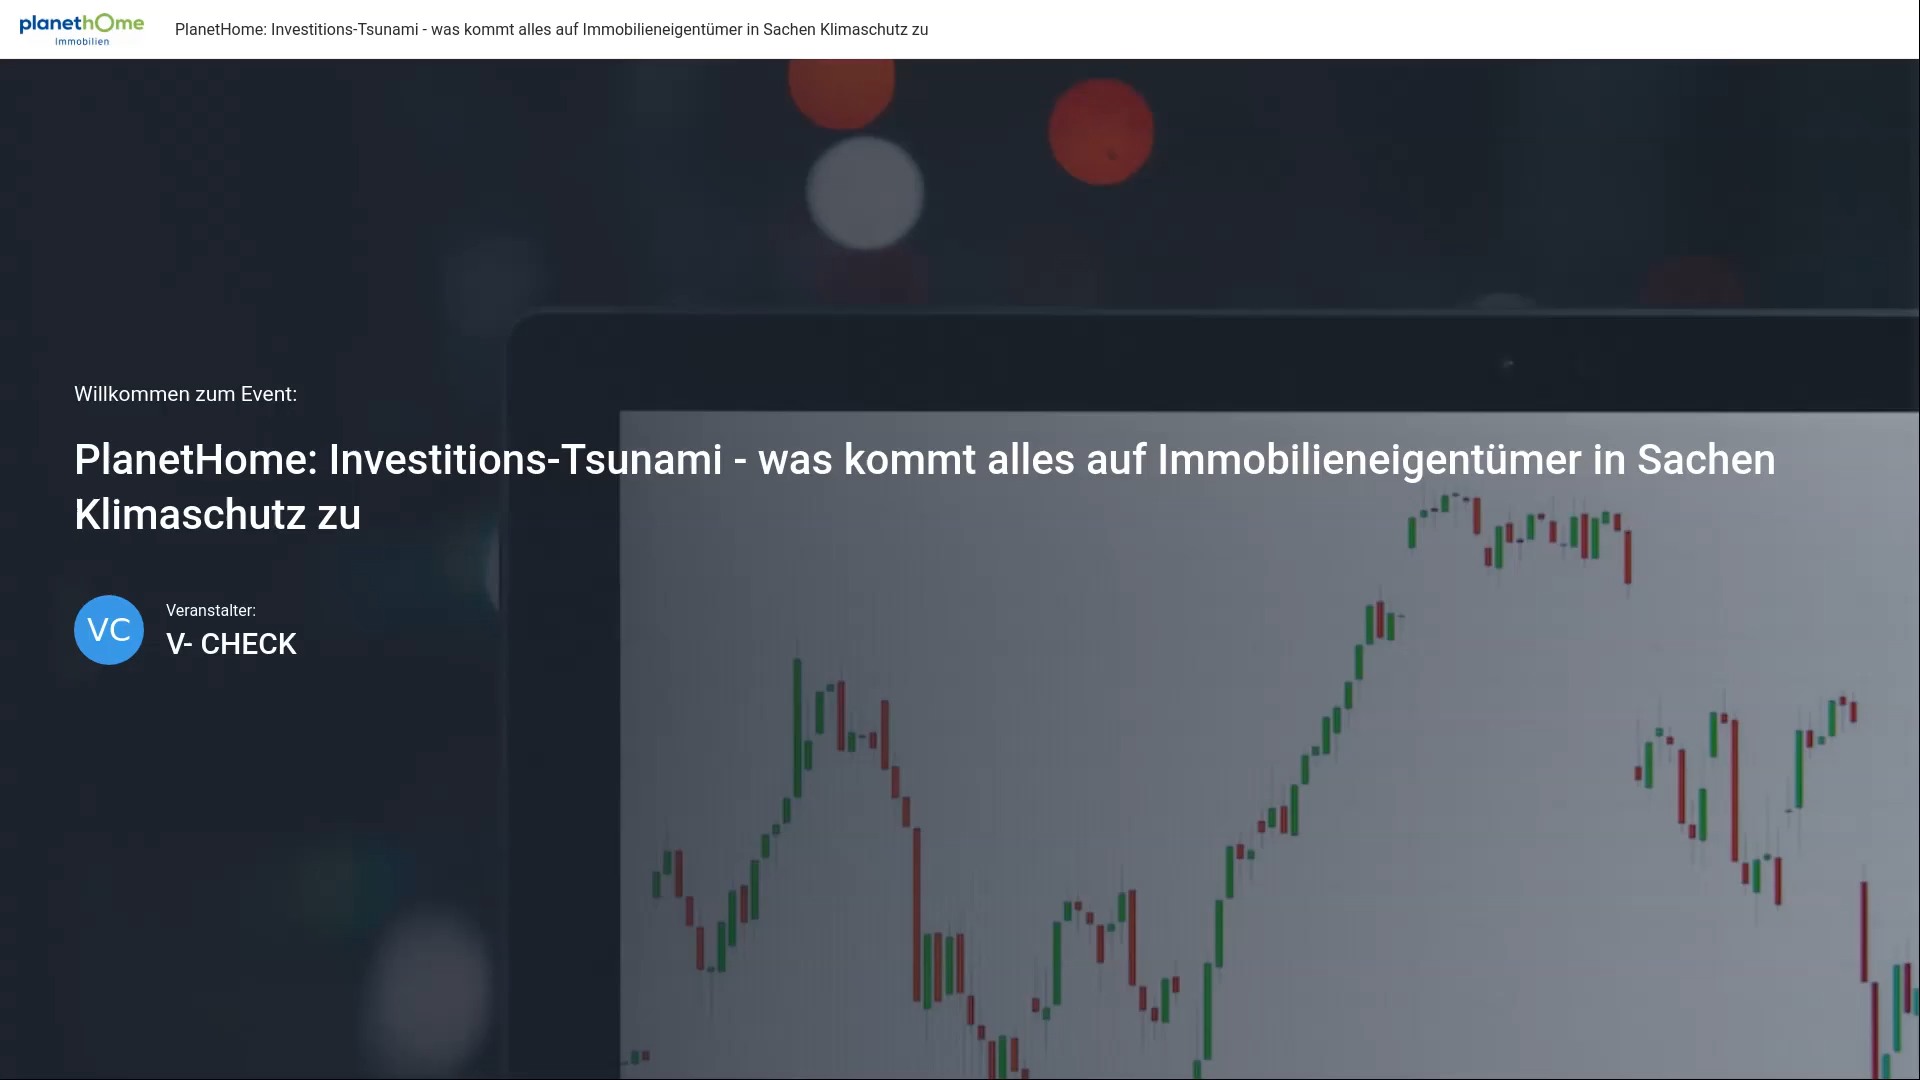 planethome
Immobilien
PlanetHome: Investitions-Tsunami - was kommt alles auf Immobilieneigentümer in Sachen Klimaschutz zu
Willkommen zum Event:
PlanetHome: Investitions-Tsunami - was kommt alles auf Immobilieneigentümer in Sachen
Klimaschutz zu
VC
Veranstalter:
V- CHECK